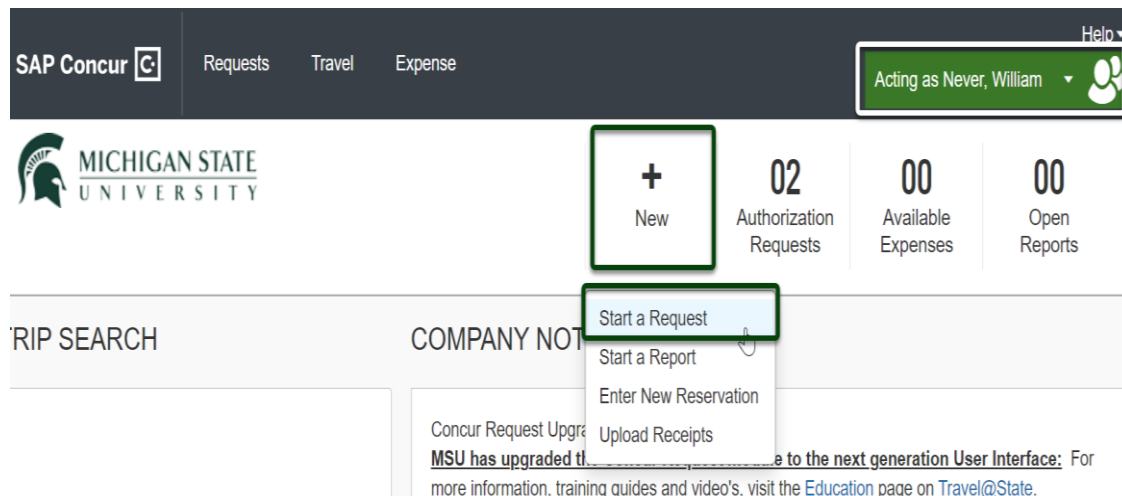 Help
SAP Concur C Requests Travel Expense
Acting as Never, William
MICHIGAN STATE
UNIVERSITY
+
New
02
Authorization
Requests
00
Available
Expenses
00
Open
Reports
Start a Request
Start a Report
Enter New Reservation
Upload Receipts
RIP SEARCH
COMPANY NOT
Concur Request Upgra
MSU has upgraded to the next generation User Interface: For
more information, training guides and video's, visit the Education page on Travel@State.